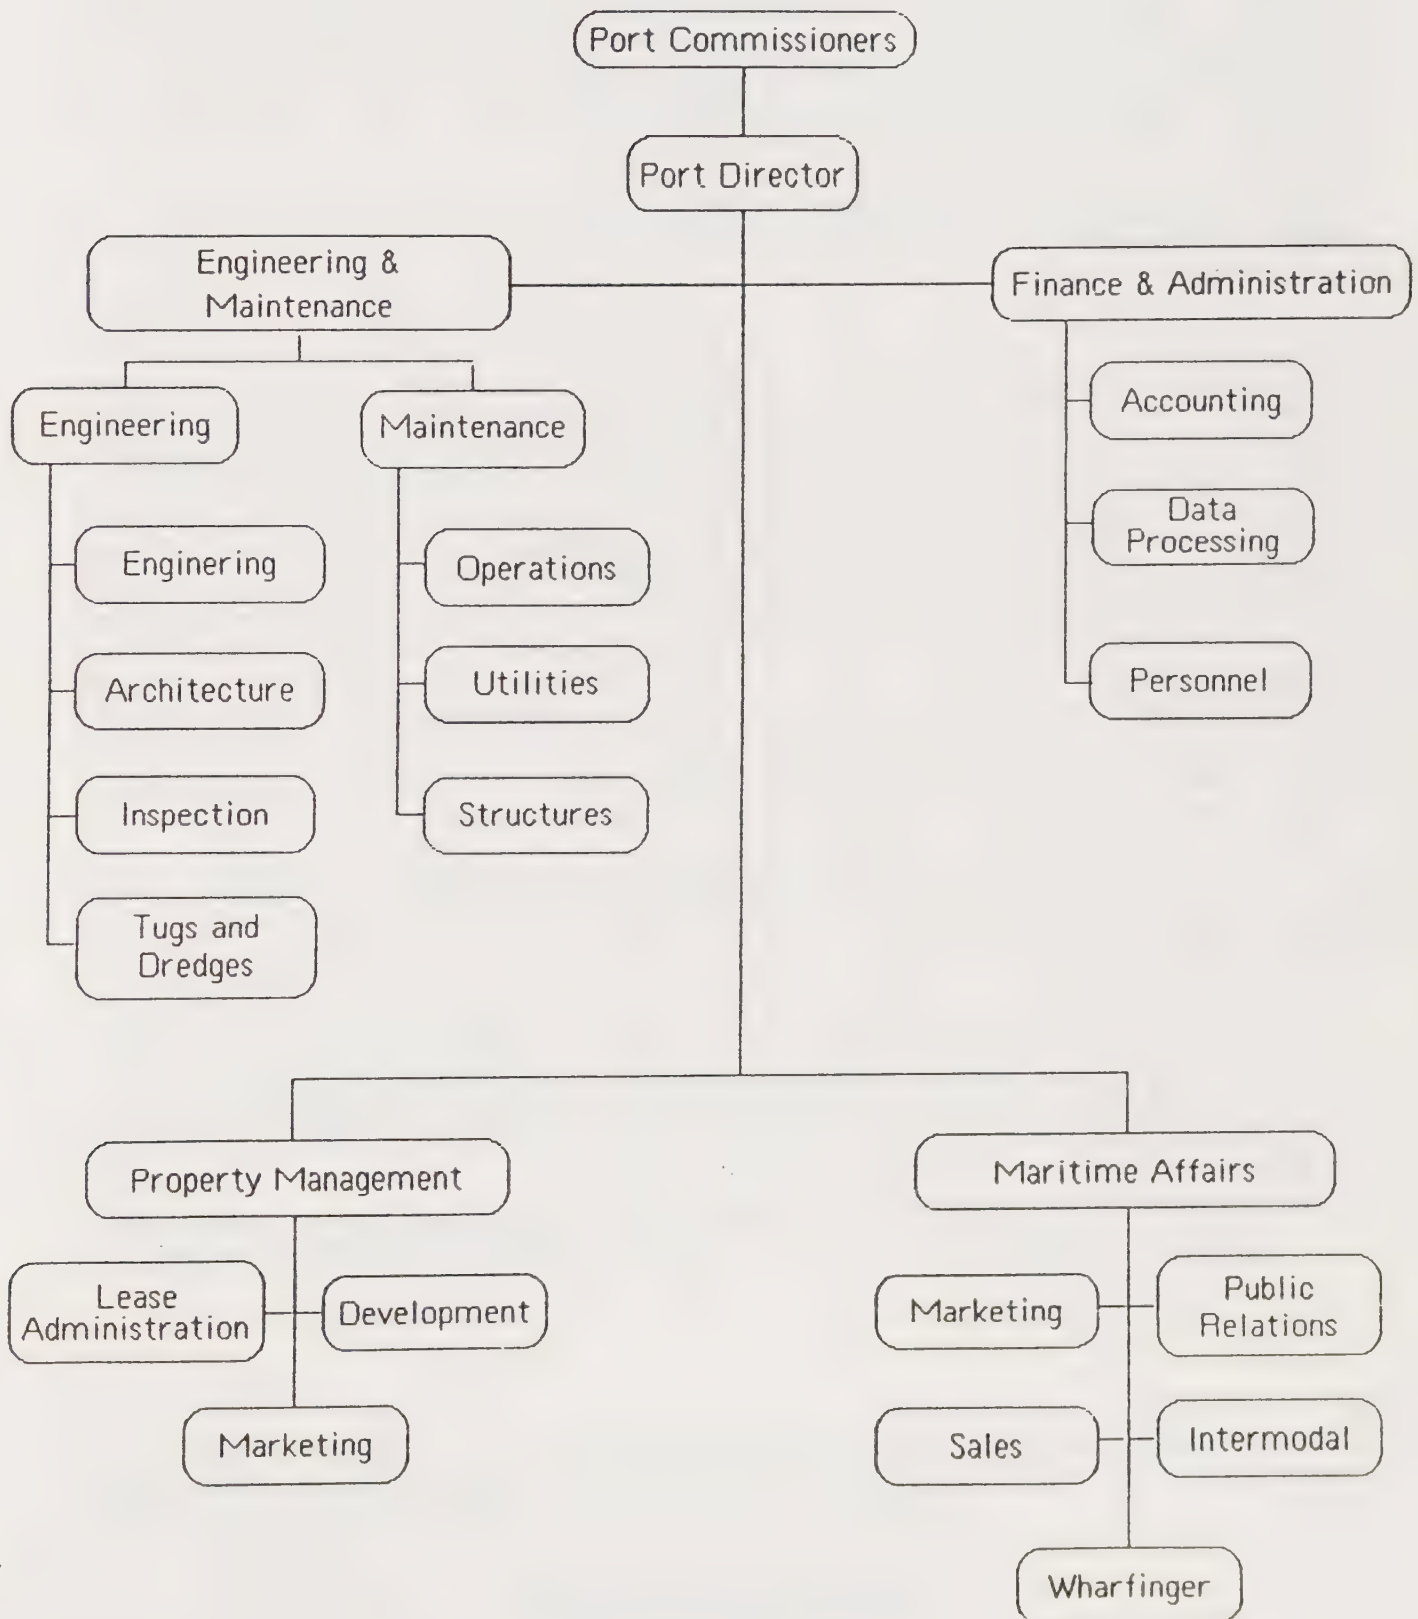 Port Commissioners
Port Director
Engineering &
Maintenance
Finance & Administration
Engineering
Maintenance
Accounting
Enginering
Operations
Data
Processing
Architecture
Utilities
Personnel
Inspection
Structures
Tugs and
Dredges
Property Management
Maritime Affairs
Lease
Administration
Development
Marketing
Public
Relations
Marketing
Sales
Intermodal
Wharfinger